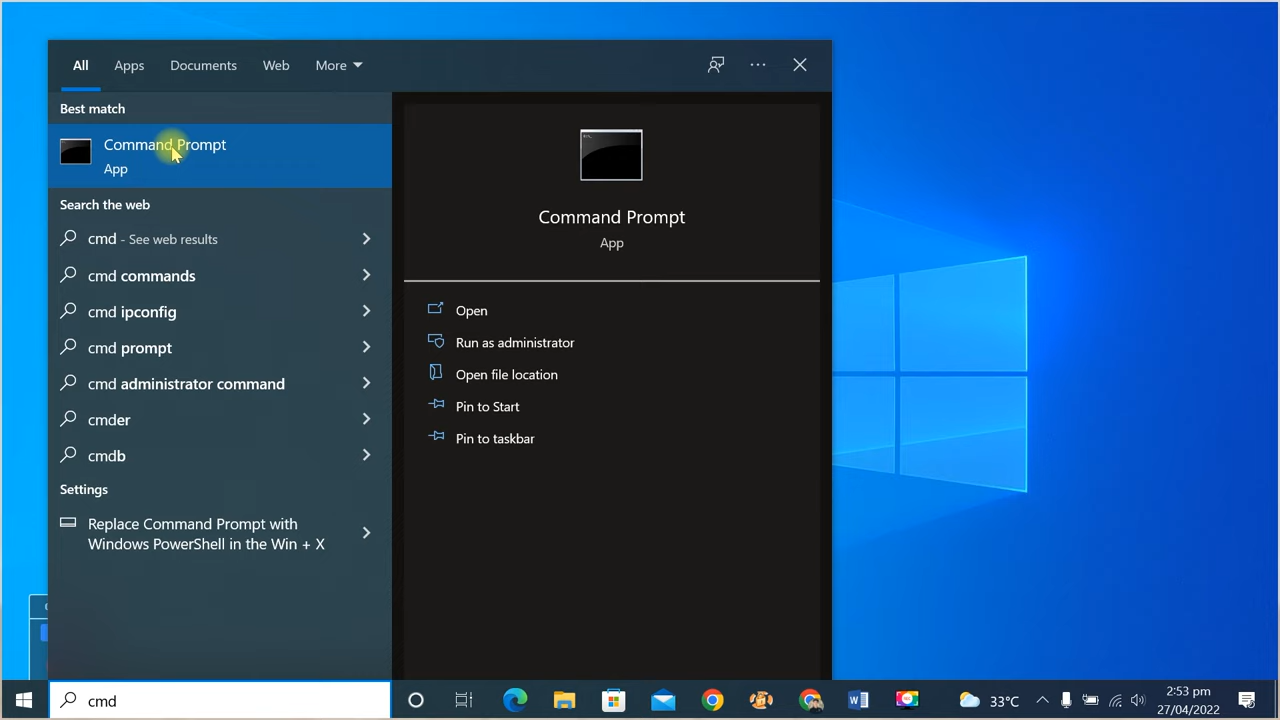 All Apps Documents Web More
Best match
Command Prompt
App
Search the web
cmd - See web results
cmd commands
cmd ipconfig
cmd prompt
cmd administrator command
cmder
cmdb
Settings
Replace Command Prompt with
Windows PowerShell in the Win + X
Command Prompt
App
Open
Run as administrator
Open file location
Pin to Start
Pin to taskbar
cmd
33°C
2:53 pm
27/04/2022